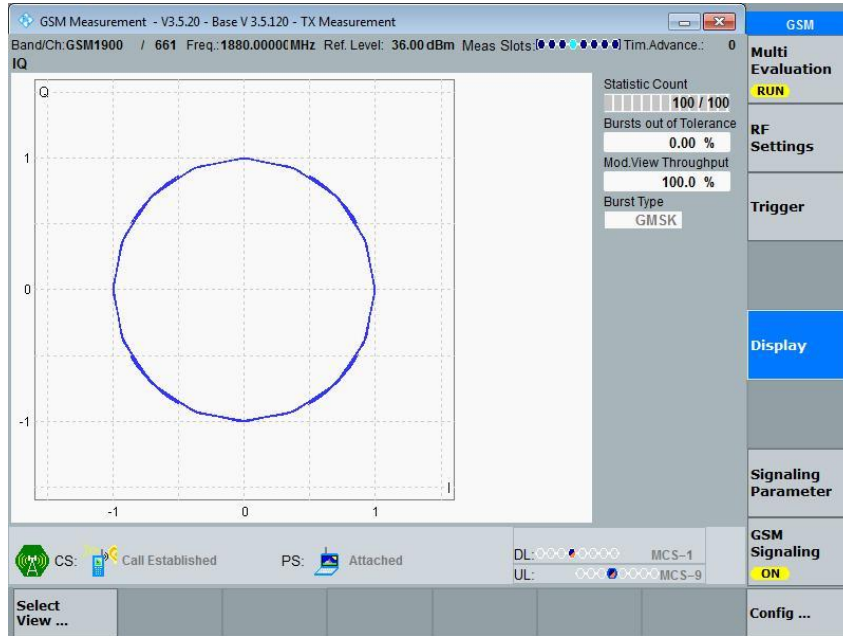 GSM Measurement - V3.5.20 - Base V 3.5.120 - TX Measurement
GSM
Band/Ch:GSM1900 / 661 Freq.:1880.0000MHz Ref. Level: 36.00 dBm Meas Slots: Tim.Advance.: 0
IQ
Multi
Evaluation
RUN
RF
Settings
Trigger
Display
Signaling
Parameter
GSM
Signaling
ON
Config ...
Statistic Count
100 / 100
Bursts out of Tolerance
0.00 %
Mod.View Throughput
100.0 %
Burst Type
GMSK
Q
1
0
-1
I
-1 0 1
CS: Call Established PS: Attached
DL: MCS-1
UL: MCS-9
Select
View ...